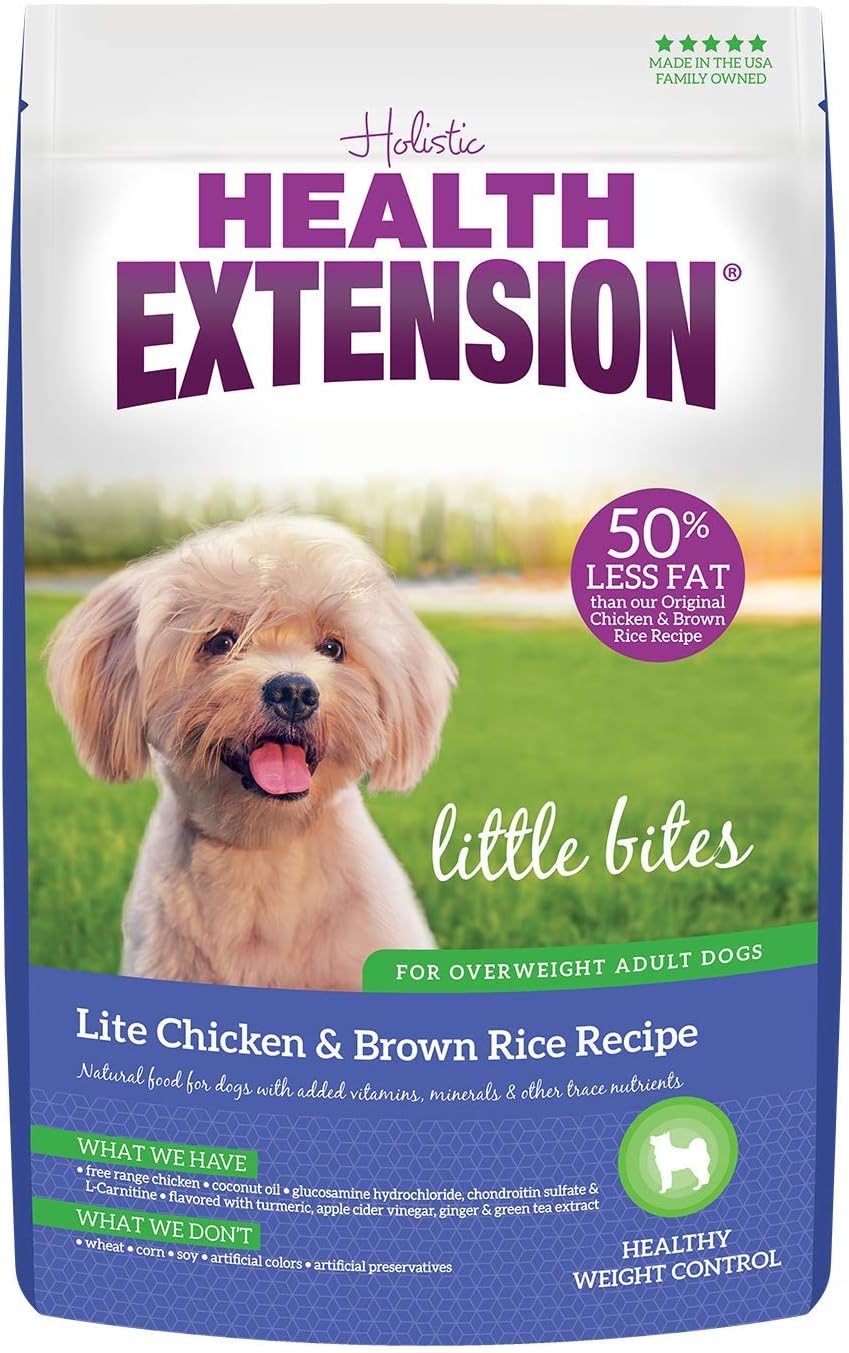 ★★★★★
MADE IN THE USA
FAMILY OWNED
Holistic
HEALTH
EXTENSION®
50%
LESS FAT
than our Original
Chicken & Brown
Rice Recipe
little bites
FOR OVERWEIGHT ADULT DOGS
Lite Chicken & Brown Rice Recipe
Natural food for dogs with added vitamins, minerals & other trace nutrients
WHAT WE HAVE
• free range chicken • coconut oil • glucosamine hydrochloride, chondroitin sulfate &
L-Carnitine • flavored with turmeric, apple cider vinegar, ginger & green tea extract
WHAT WE DON'T
• wheat • corn • soy • artificial colors • artificial preservatives
HEALTHY
WEIGHT CONTROL